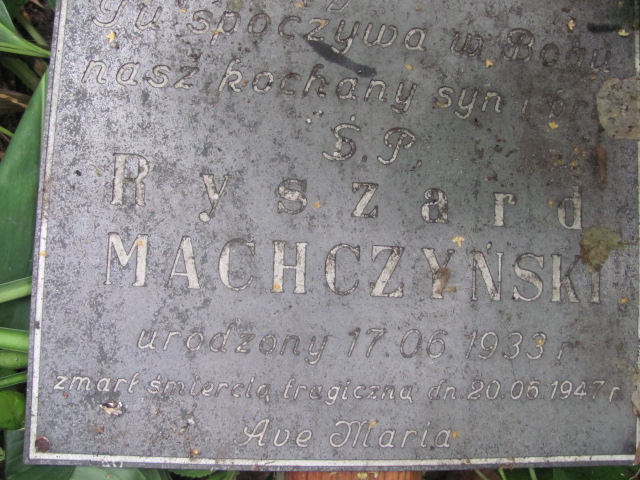 Tu spoczywa w Bogu
nasz kochany syn i
Ś.P.
Ryszard
MACHCZYŃSKI
urodzony 17.06 1933 r
zmarł śmiercią tragiczną dn 20.05 1947 r
Ave Maria